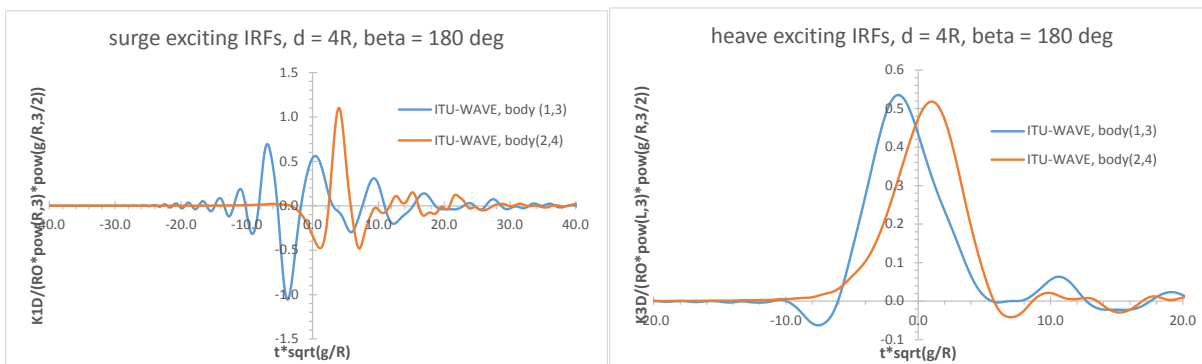 surge exciting IRFs, d = 4R, beta = 180 deg
K1D/(RO*pow(R,3)*pow(g/R,3/2))
1.5
1.0
0.5
0.0
-0.5
-1.0
-1.5
-40.0 -30.0 -20.0 -10.0 0.0 10.0 20.0 30.0 40.0
ITU-WAVE, body (1,3)
ITU-WAVE, body(2,4)
t*sqrt(g/R)
heave exciting IRFs, d = 4R, beta = 180 deg
K3D/(RO*pow(L,3)*pow(g/R,3/2))
0.6
0.5
0.4
0.3
0.2
0.1
0.0
-0.1
-20.0 -10.0 0.0 10.0 20.0
ITU-WAVE, body(1,3)
ITU-WAVE, body(2,4)
t*sqrt(g/R)